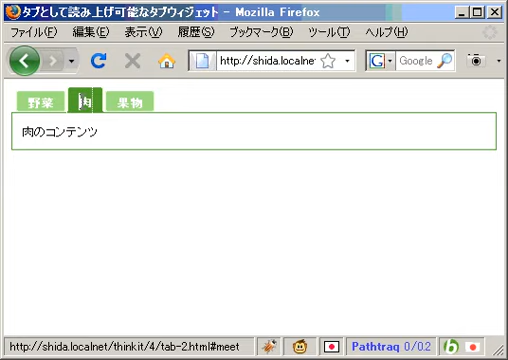 タブとして読み上げ可能なタブウィジェット - Mozilla Firefox
ファイル(F) 編集(E) 表示(V) 履歴(S) ブックマーク(B) ツール(T) ヘルプ(H)
http://shida.localne
G Google
野菜 肉 果物
肉のコンテンツ
http://shida.localnet/thinkit/4/tab-2.html#meet Pathtraq 0/02 b